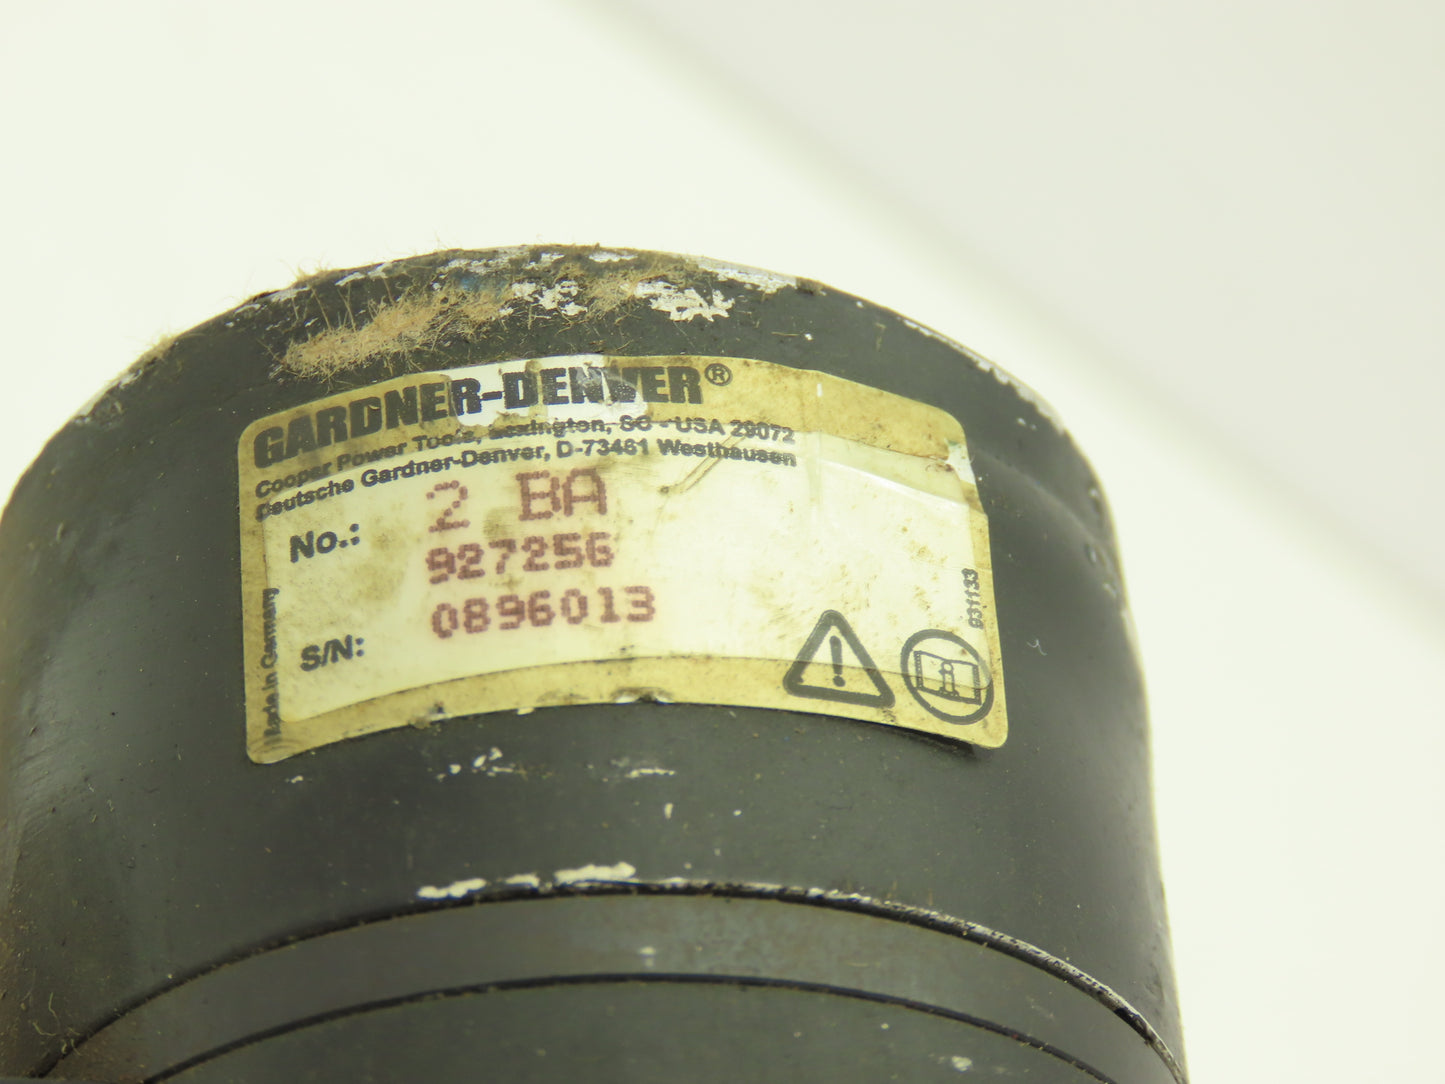 GARDNER-DENVER®
Cooper Power Tools, Lexington, SC - USA 29072
Deutsche Gardner-Denver, D-73461 Westhausen
No.: 2 BA
927256
S/N: 0896013
Made in Germany
931133
i